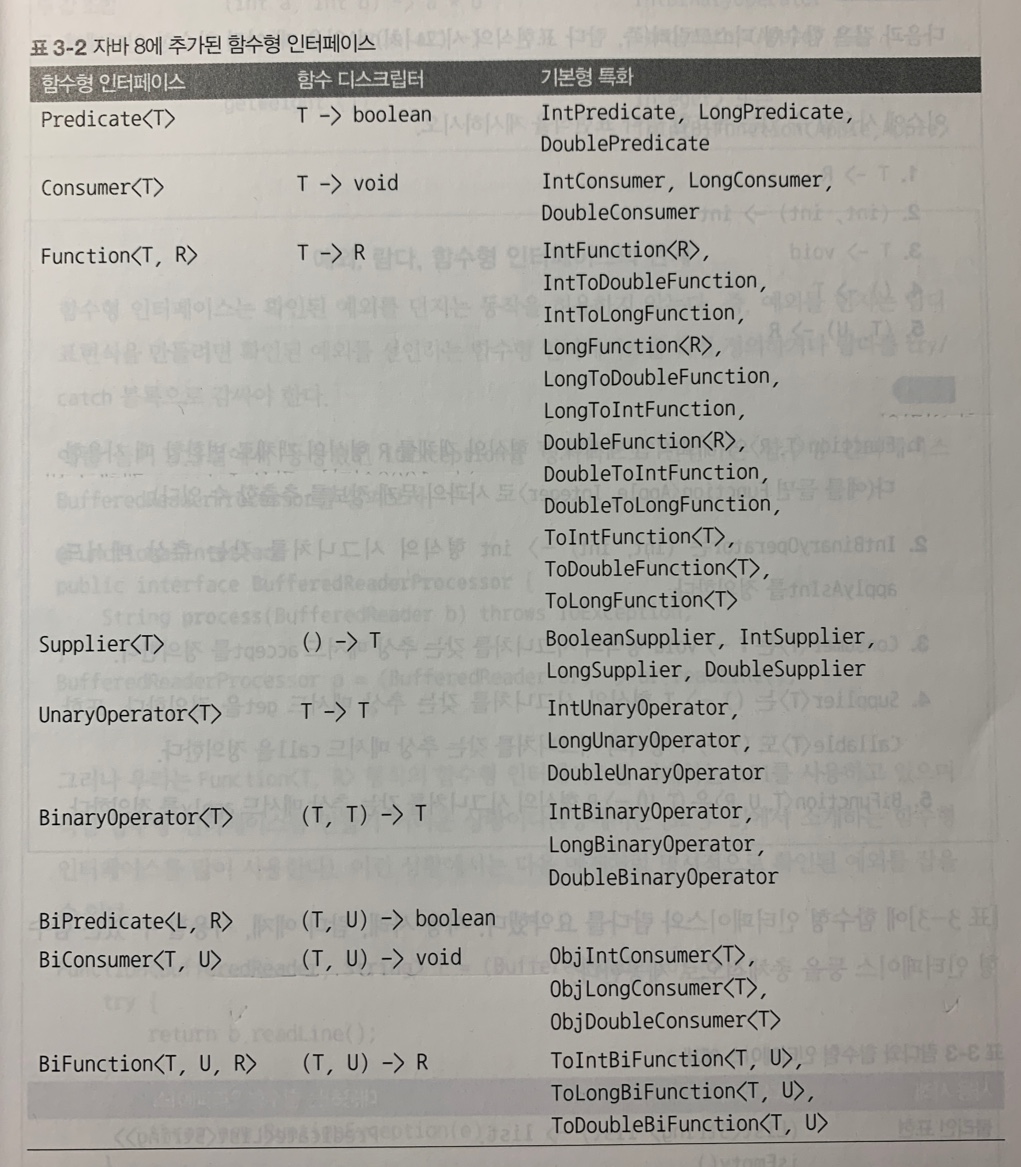 표 3-2 자바 8에 추가된 함수형 인터페이스
함수형 인터페이스 함수 디스크립터 기본형 특화
Predicate<T> T -> boolean IntPredicate, LongPredicate,
DoublePredicate
Consumer<T> T -> void IntConsumer, LongConsumer,
DoubleConsumer
Function<T, R> T -> R IntFunction<R>,
IntToDoubleFunction,
IntToLongFunction,
LongFunction<R>,
LongToDoubleFunction,
LongToIntFunction,
DoubleFunction<R>,
DoubleToIntFunction,
DoubleToLongFunction,
ToIntFunction<T>,
ToDoubleFunction<T>,
ToLongFunction<T>
Supplier<T> () -> T BooleanSupplier, IntSupplier,
LongSupplier, DoubleSupplier
UnaryOperator<T> T -> T IntUnaryOperator,
LongUnaryOperator,
DoubleUnaryOperator
BinaryOperator<T> (T, T) -> T IntBinaryOperator,
LongBinaryOperator,
DoubleBinaryOperator
BiPredicate<L, R> (T, U) -> boolean
BiConsumer<T, U> (T, U) -> void ObjIntConsumer<T>,
ObjLongConsumer<T>,
ObjDoubleConsumer<T>
BiFunction<T, U, R> (T, U) -> R ToIntBiFunction<T, U>,
ToLongBiFunction<T, U>,
ToDoubleBiFunction<T, U>